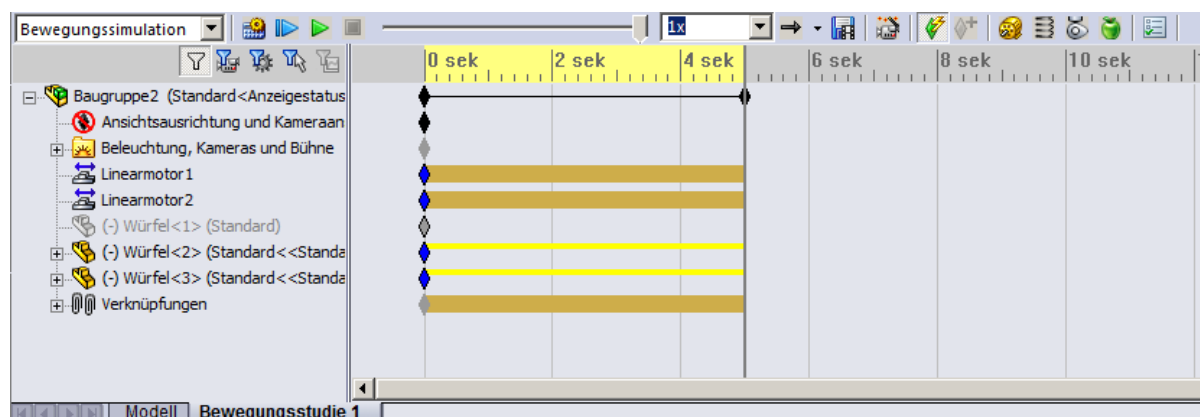 Bewegungssimulation 1x
0 sek 2 sek 4 sek 6 sek 8 sek 10 sek
Baugruppe2 (Standard<Anzeigestatus
Ansichtsausrichtung und Kameraan
Beleuchtung, Kameras und Bühne
Linearmotor1
Linearmotor2
(-) Würfel<1> (Standard)
(-) Würfel<2> (Standard<<Standa
(-) Würfel<3> (Standard<<Standa
Verknüpfungen
Modell Bewegungsstudie 1